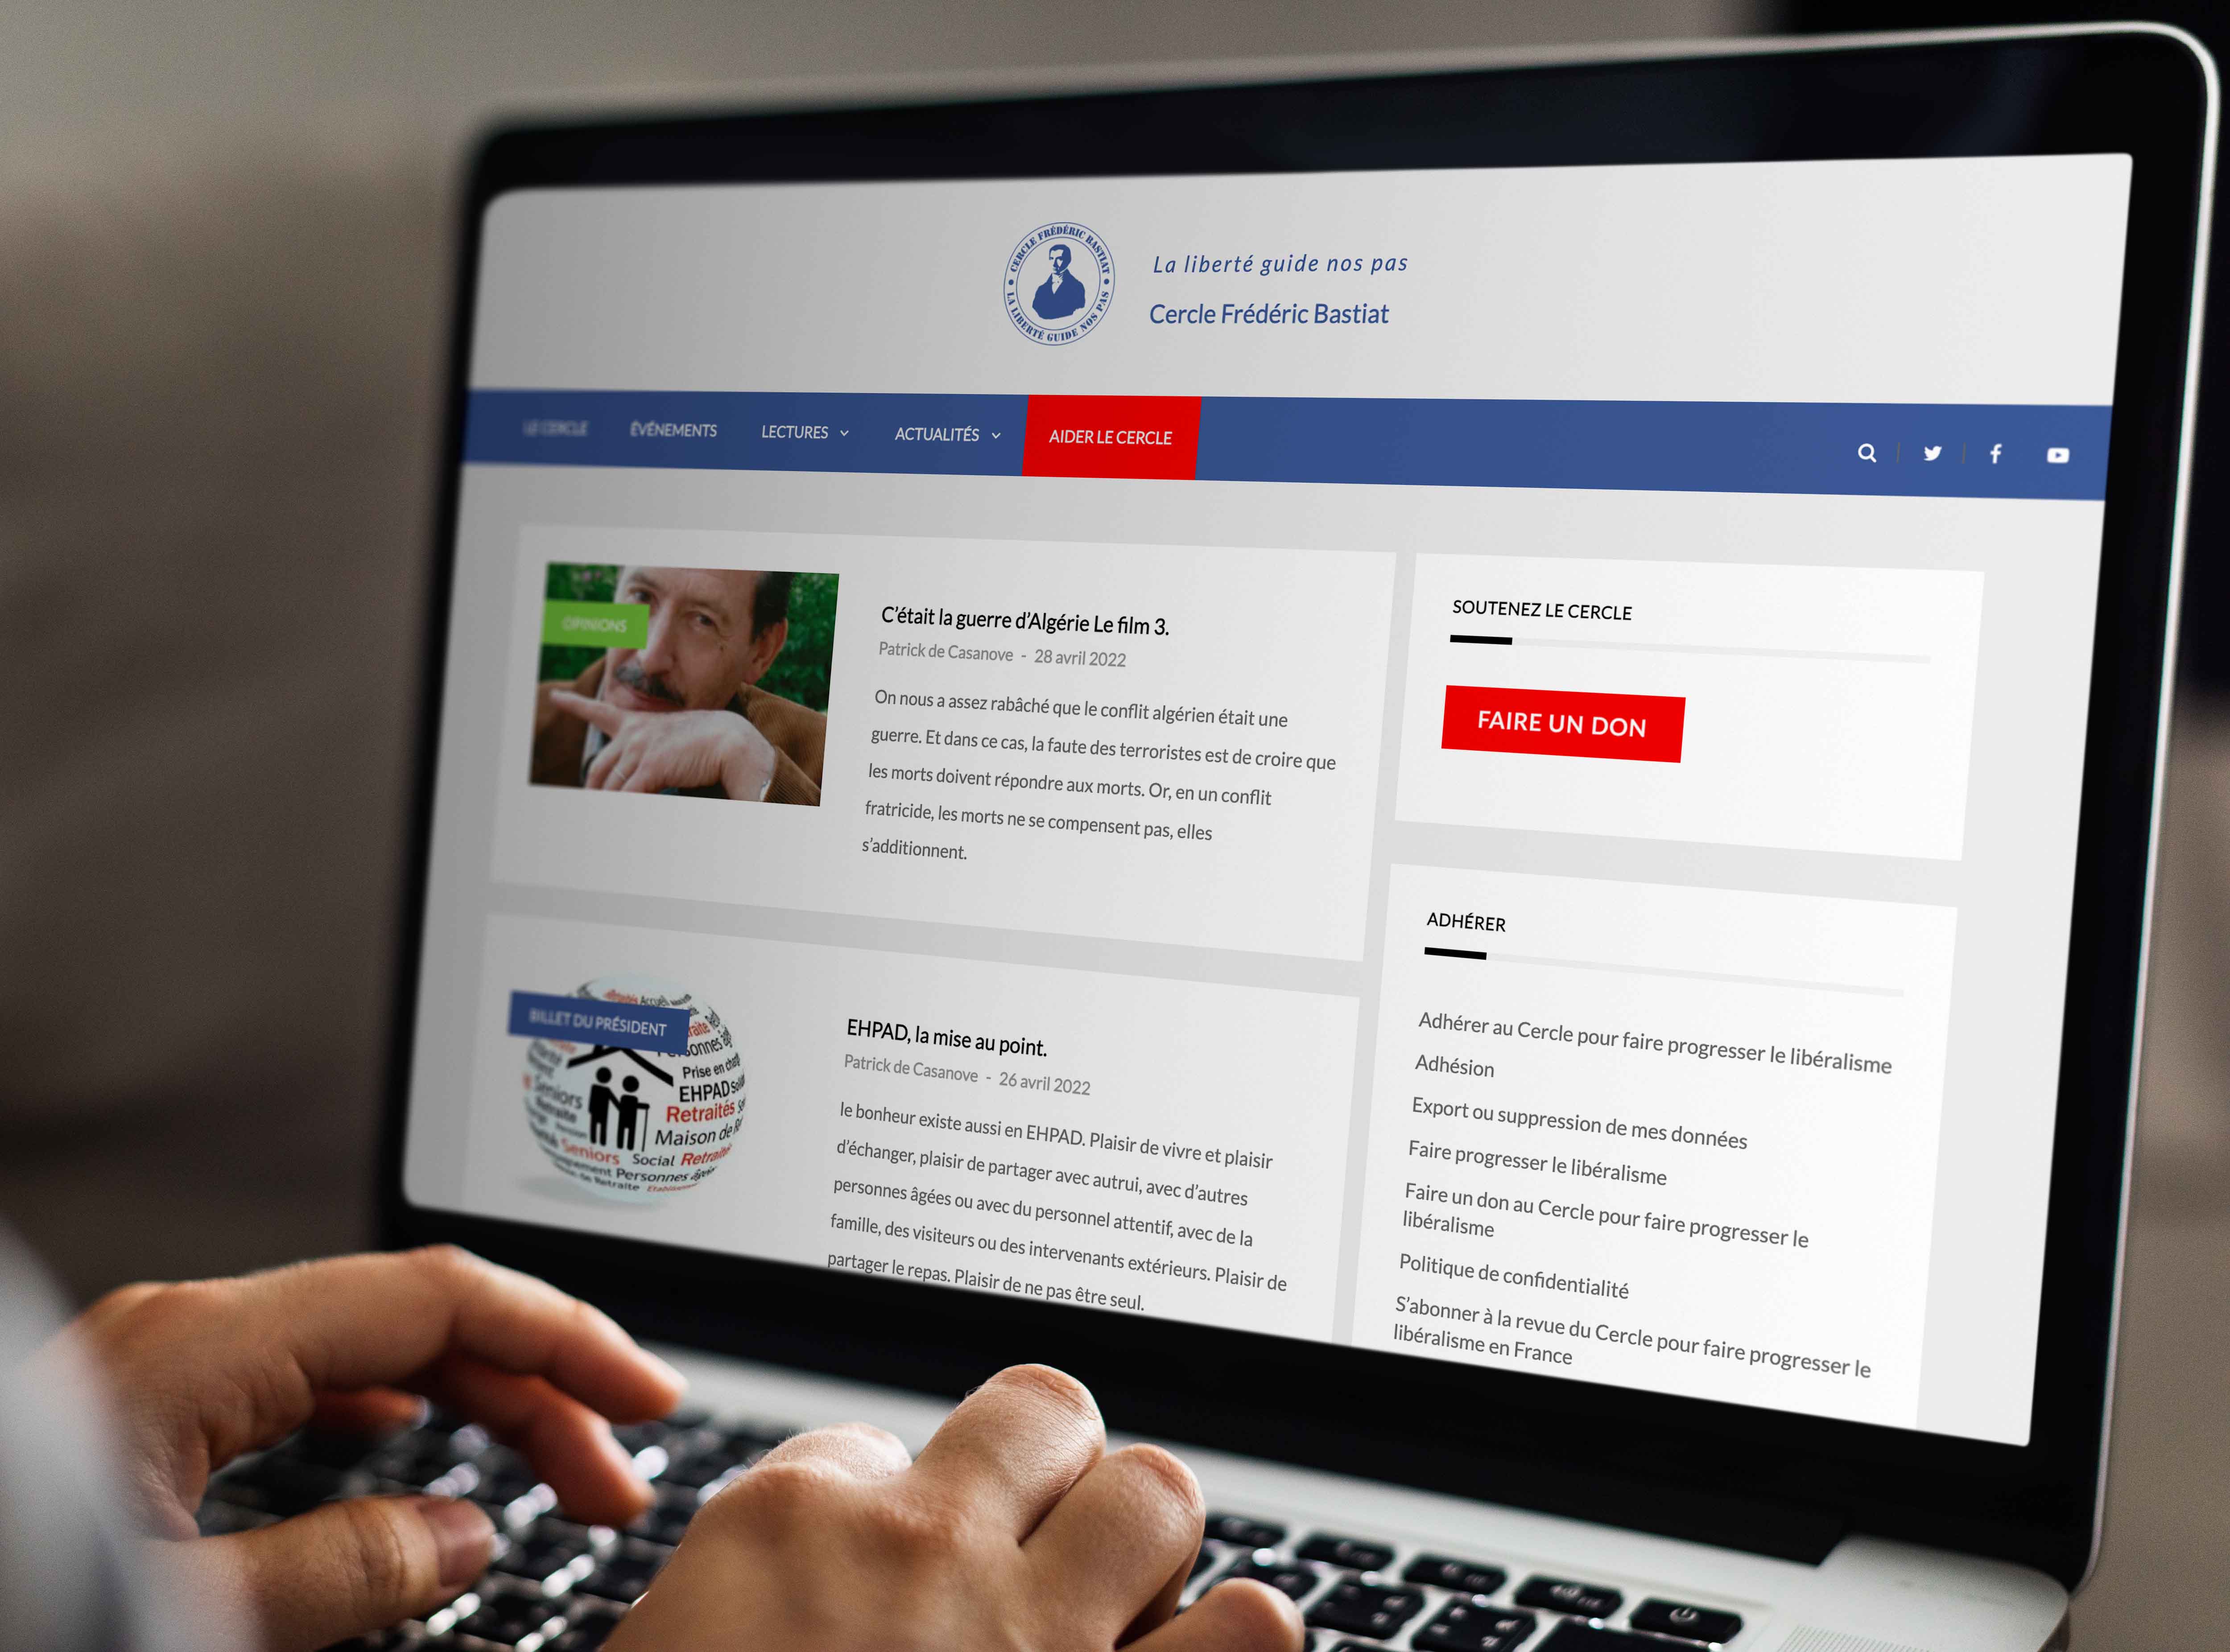 CERCLE FRÉDÉRIC BASTIAT
LA LIBERTÉ GUIDE NOS PAS
La liberté guide nos pas
Cercle Frédéric Bastiat
LE CERCLE
ÉVÉNEMENTS
LECTURES
ACTUALITÉS
AIDER LE CERCLE
OPINIONS
C'était la guerre d'Algérie Le film 3.
Patrick de Casanove - 28 avril 2022
On nous a assez rabâché que le conflit algérien était une
guerre. Et dans ce cas, la faute des terroristes est de croire que
les morts doivent répondre aux morts. Or, en un conflit
fratricide, les morts ne se compensent pas, elles
s'additionnent.
BILLET DU PRÉSIDENT
Prise en
EHPAD
Seniors
Retraités
Maison de
Seniors Social
Personnes
Retraite
EHPAD, la mise au point.
Patrick de Casanove - 26 avril 2022
le bonheur existe aussi en EHPAD. Plaisir de vivre et plaisir
d'échanger, plaisir de partager avec autrui, avec d'autres
personnes âgées ou avec du personnel attentif, avec de la
famille, des visiteurs ou des intervenants extérieurs. Plaisir de
partager le repas. Plaisir de ne pas être seul.
SOUTENEZ LE CERCLE
FAIRE UN DON
ADHÉRER
Adhérer au Cercle pour faire progresser le libéralisme
Adhésion
Export ou suppression de mes données
Faire progresser le libéralisme
Faire un don au Cercle pour faire progresser le
libéralisme
Politique de confidentialité
S'abonner à la revue du Cercle pour faire progresser le
libéralisme en France